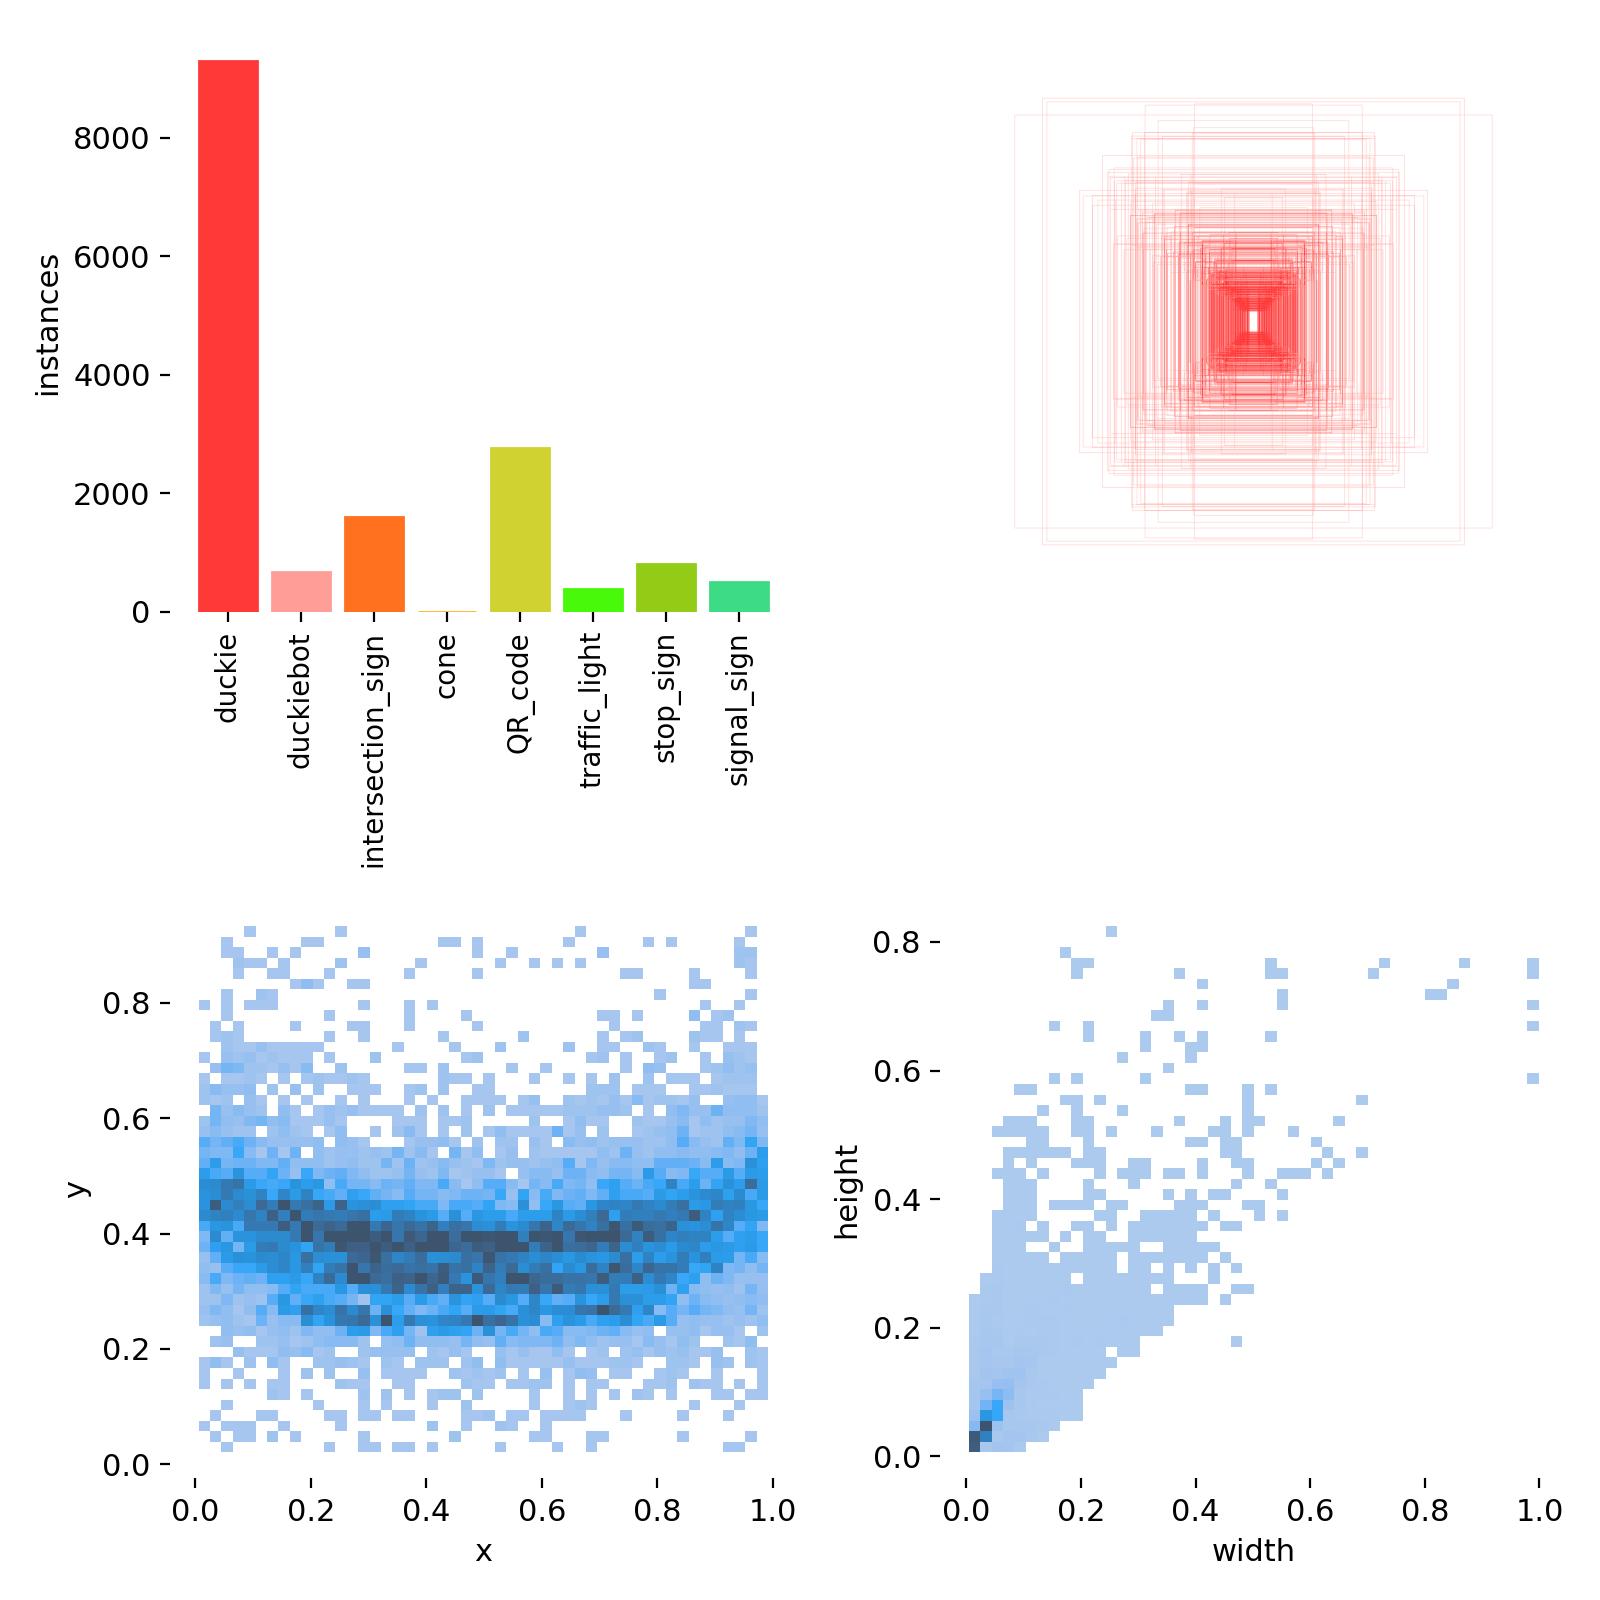 instances
8000
6000
4000
2000
0
duckie
duckiebot
intersection_sign
cone
QR_code
traffic_light
stop_sign
signal_sign
y
0.8
0.6
0.4
0.2
0.0
0.0 0.2 0.4 0.6 0.8 1.0
x
height
0.8
0.6
0.4
0.2
0.0
0.0 0.2 0.4 0.6 0.8 1.0
width